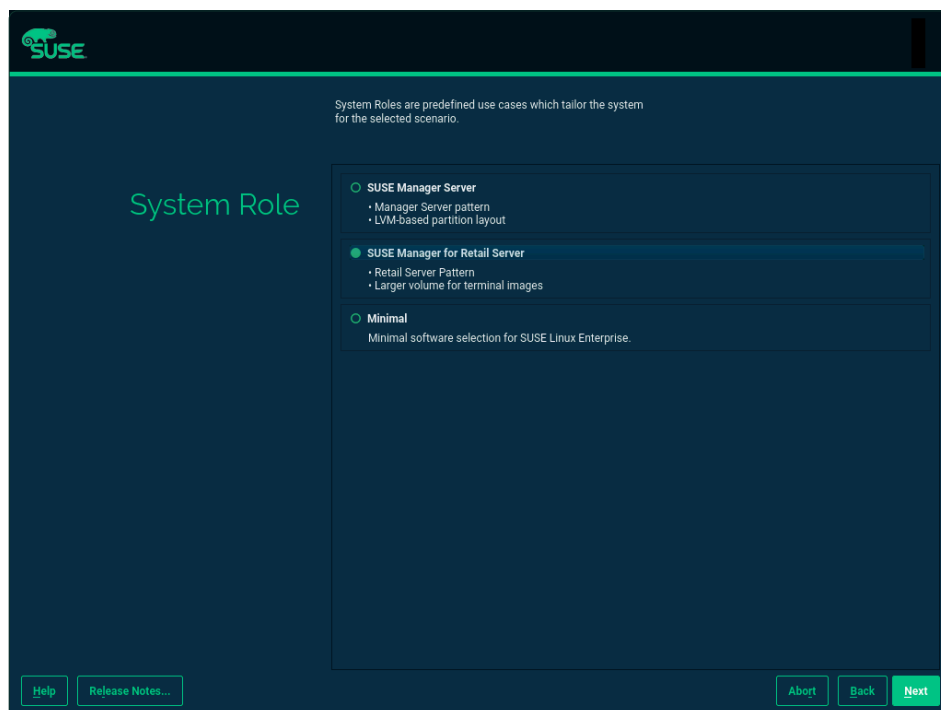 SUSE
System Roles are predefined use cases which tailor the system
for the selected scenario.
System Role
SUSE Manager Server
• Manager Server pattern
• LVM-based partition layout
SUSE Manager for Retail Server
• Retail Server Pattern
• Larger volume for terminal images
Minimal
Minimal software selection for SUSE Linux Enterprise.
Help
Release Notes...
Abort
Back
Next